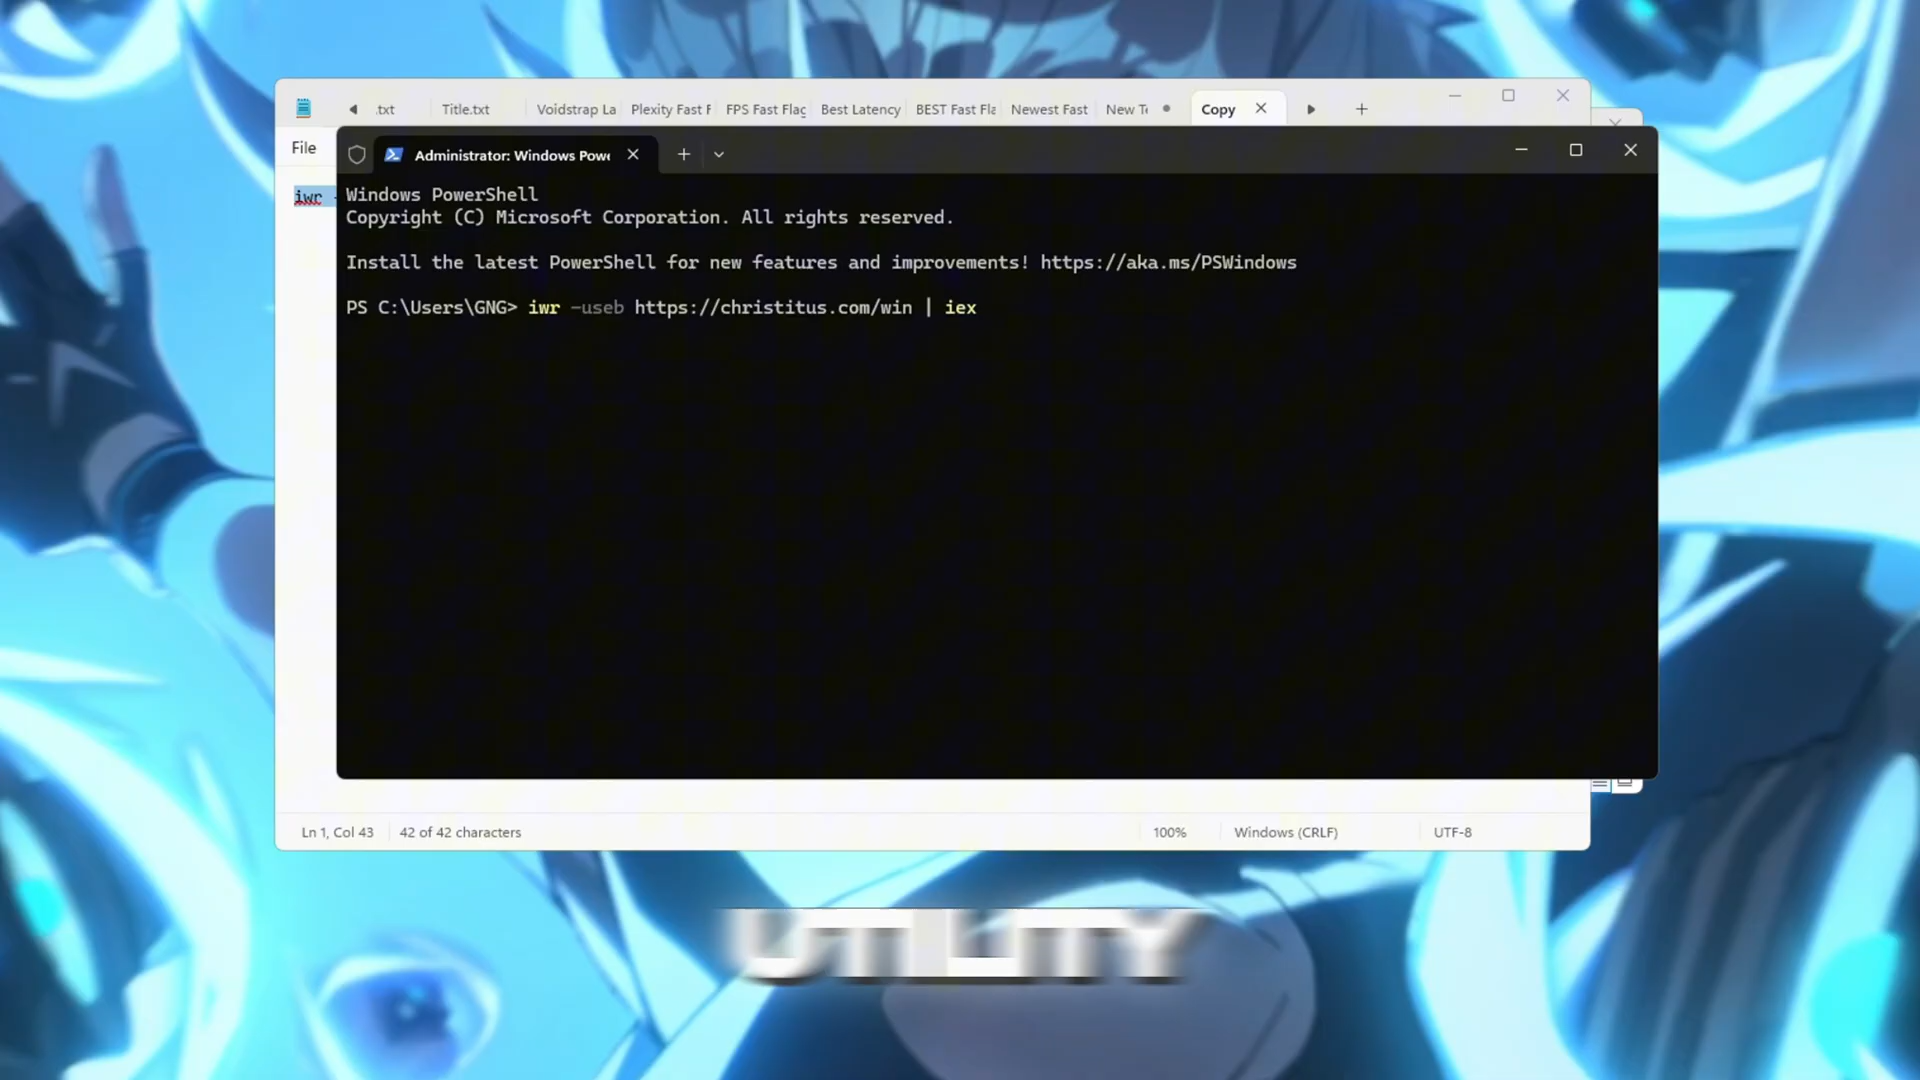 .txt Title.txt Voidstrap La Plexity Fast F FPS Fast Flag Best Latency BEST Fast Fla Newest Fast New Te Copy
File
Administrator: Windows Powe
iwr
Windows PowerShell
Copyright (C) Microsoft Corporation. All rights reserved.
Install the latest PowerShell for new features and improvements! https://aka.ms/PSWindows
PS C:\Users\GNG> iwr -useb https://christitus.com/win | iex
Ln 1, Col 43 42 of 42 characters 100% Windows (CRLF) UTF-8
UTILITY